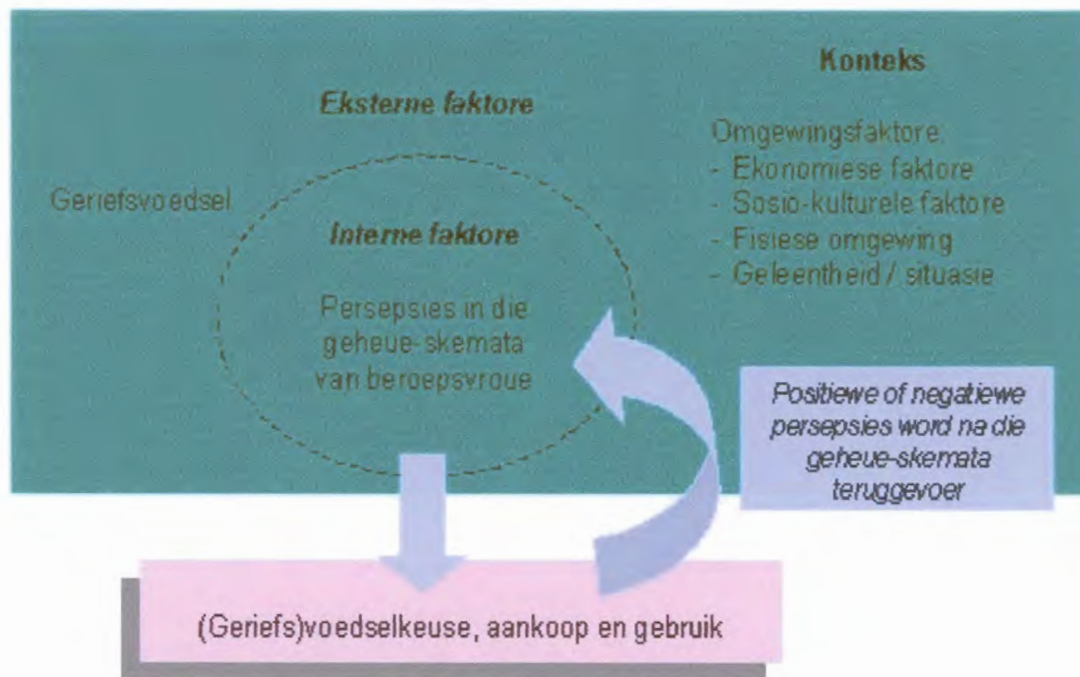 Konteks
Eksterne faktore
Omgewingsfaktore:
- Ekonomiese faktore
- Sosio-kulturele faktore
- Fisiese omgewing
- Geleentheid / situasie
Geriefsvoedsel
Interne faktore
Persepsies in die
geheue-skemata
van beroepsvroue
Positiewe of negatiewe
persepsies word na die
geheue-skemata
teruggevoer
(Geriefs)voedselkeuse, aankoop en gebruik